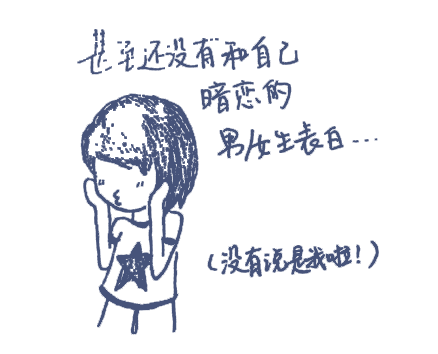 甚至还没有和自己
暗恋的
男/女生表白…
（没有说是我啦！）